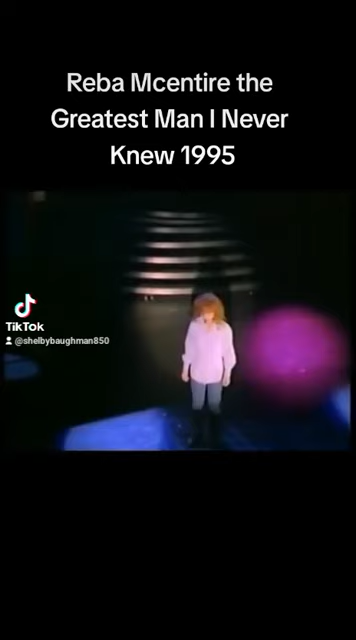 Reba Mcentire the
Greatest Man I Never
Knew 1995
TikTok
@shelbybaughman850